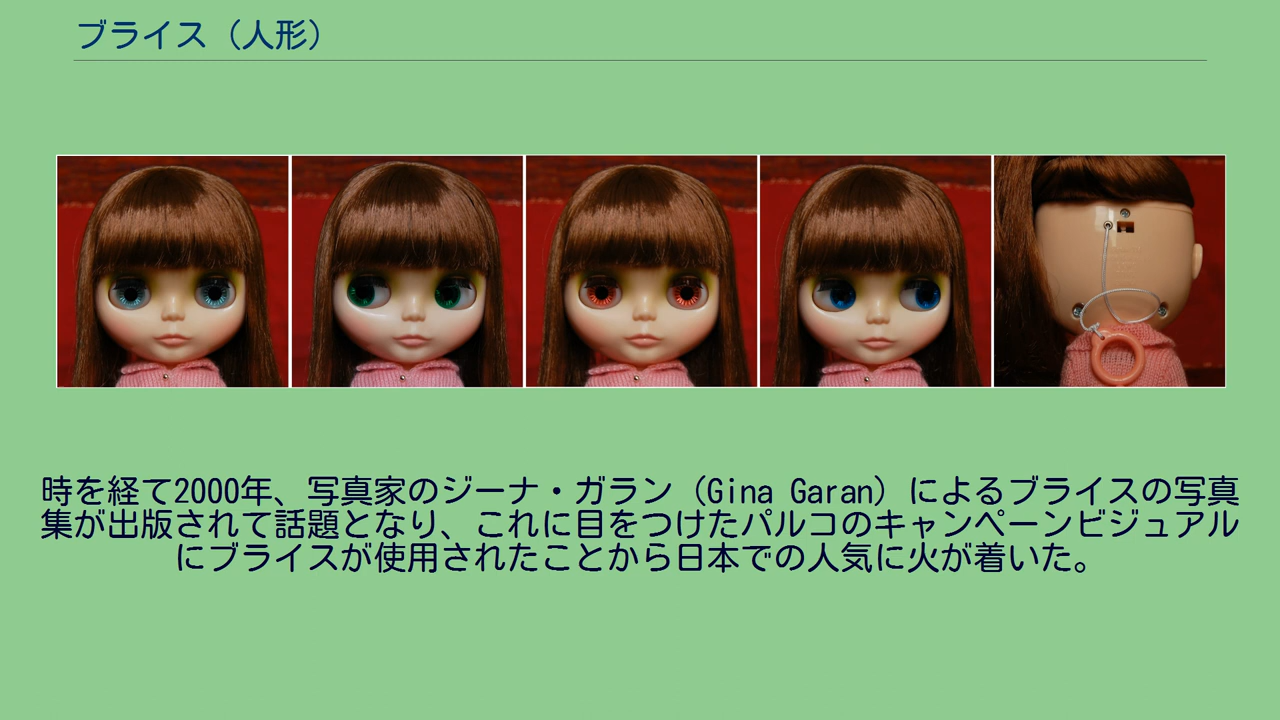 ブライス（人形）
時を経て2000年、写真家のジーナ・ガラン（Gina Garan）によるブライスの写真
集が出版されて話題となり、これに目をつけたパルコのキャンペーンビジュアル
にブライスが使用されたことから日本での人気に火が着いた。